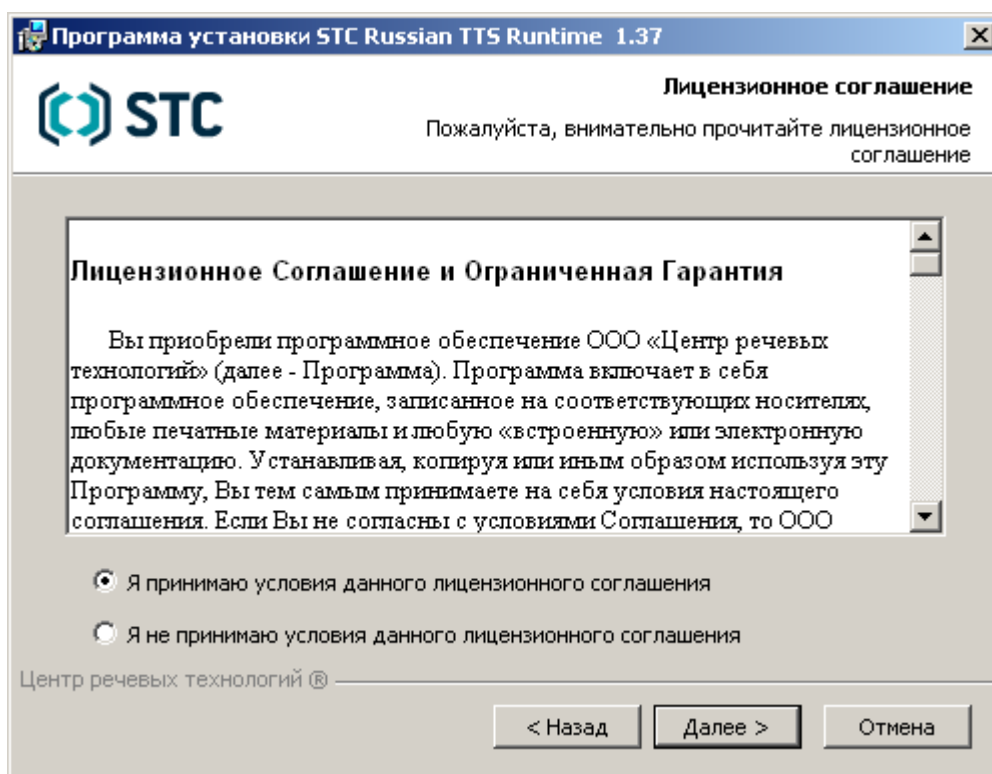 Программа установки STC Russian TTS Runtime 1.37
STC
Лицензионное соглашение
Пожалуйста, внимательно прочитайте лицензионное
соглашение
Лицензионное Соглашение и Ограниченная Гарантия
Вы приобрели программное обеспечение ООО «Центр речевых
технологий» (далее - Программа). Программа включает в себя
программное обеспечение, записанное на соответствующих носителях,
любые печатные материалы и любую «встроенную» или электронную
документацию. Устанавливая, копируя или иным образом используя эту
Программу, Вы тем самым принимаете на себя условия настоящего
соглашения. Если Вы не согласны с условиями Соглашения, то ООО
Я принимаю условия данного лицензионного соглашения
Я не принимаю условия данного лицензионного соглашения
Центр речевых технологий ®
< Назад
Далее >
Отмена